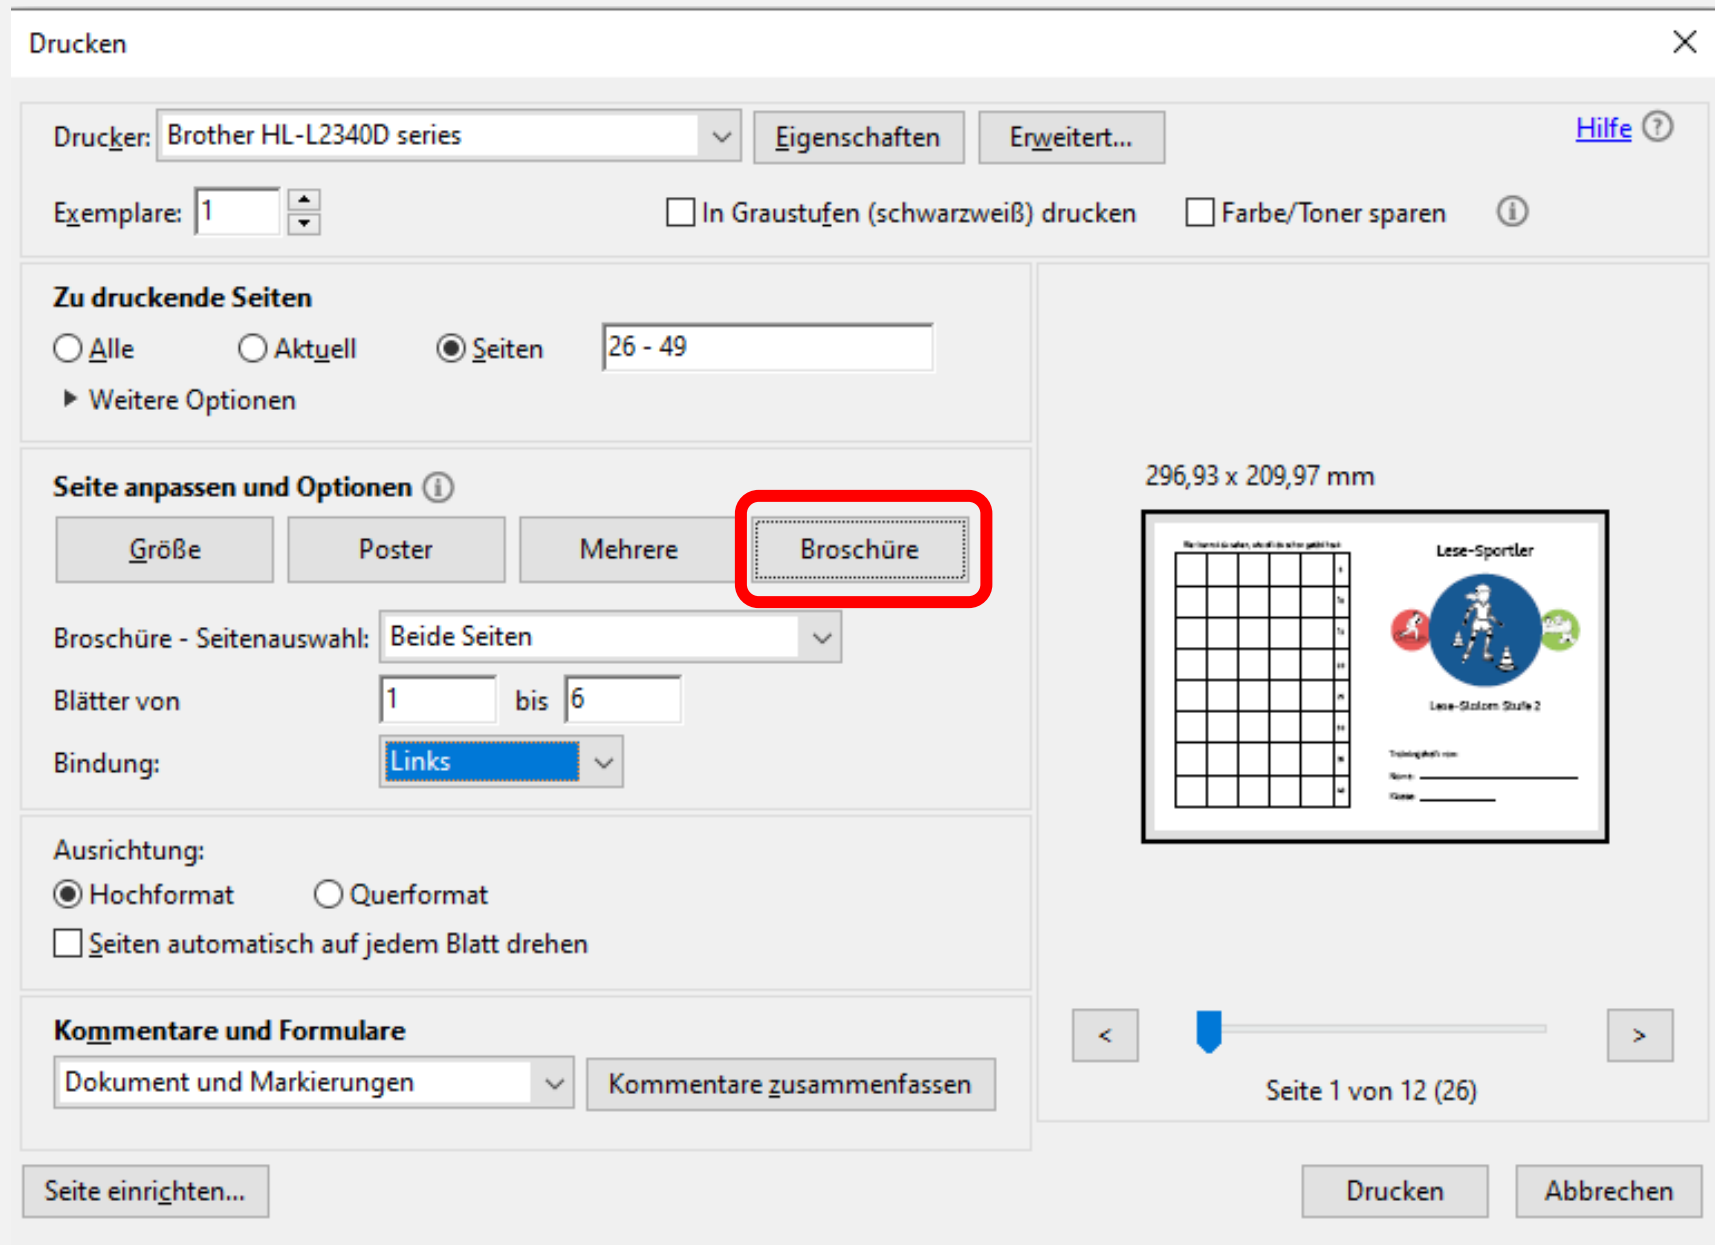 Drucken
Drucker: Brother HL-L2340D series Eigenschaften Erweitert... Hilfe ?
Exemplare: 1 In Graustufen (schwarzweiß) drucken Farbe/Toner sparen
Zu druckende Seiten
Alle Aktuell Seiten 26 - 49
Weitere Optionen
Seite anpassen und Optionen
Größe Poster Mehrere Broschüre
Broschüre - Seitenauswahl: Beide Seiten
Blätter von 1 bis 6
Bindung: Links
Ausrichtung:
Hochformat Querformat
Seiten automatisch auf jedem Blatt drehen
Kommentare und Formulare
Dokument und Markierungen Kommentare zusammenfassen
296,93 x 209,97 mm
Lese-Sportler
Lese-Slalom Stufe 2
Name:
Klasse:
< >
Seite 1 von 12 (26)
Seite einrichten... Drucken Abbrechen